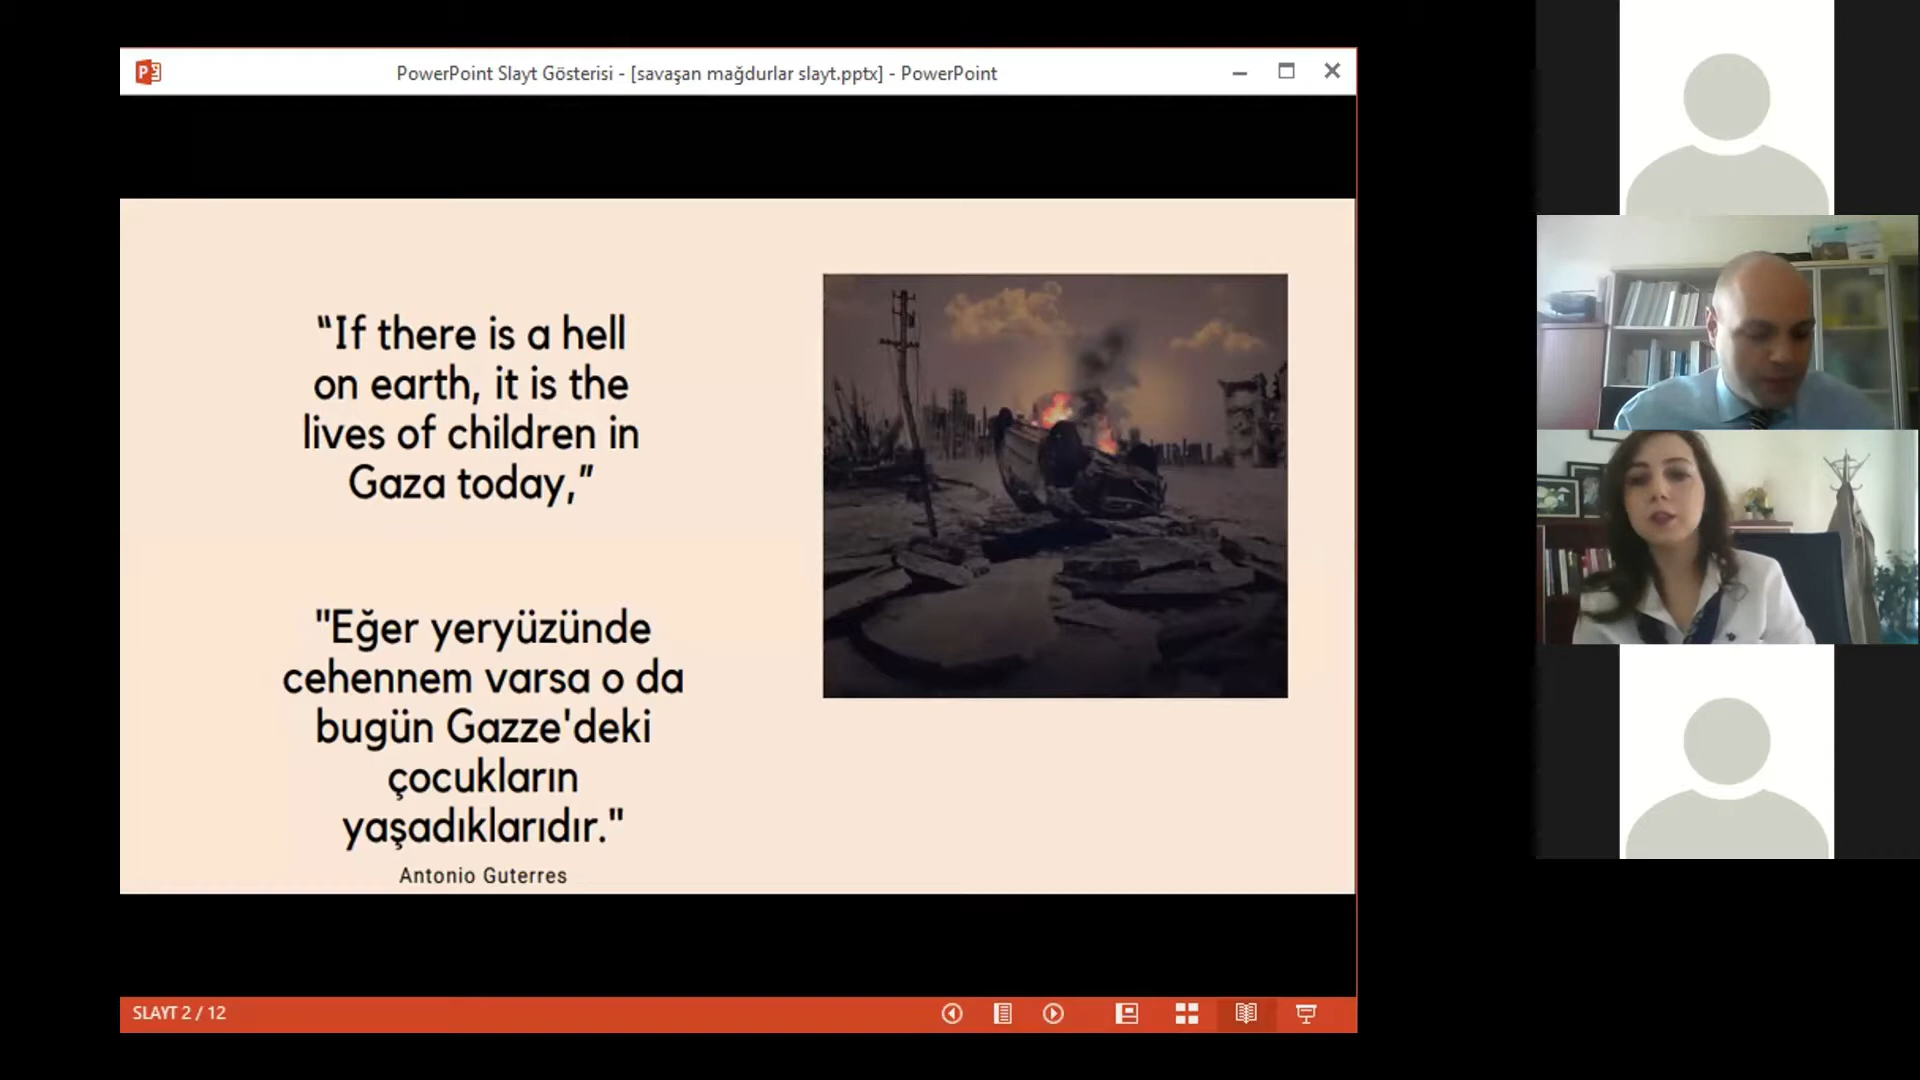 PowerPoint Slayt Gösterisi - [savaşan mağdurlar slayt.pptx] - PowerPoint
“If there is a hell
on earth, it is the
lives of children in
Gaza today,”
"Eğer yeryüzünde
cehennem varsa o da
bugün Gazze'deki
çocukların
yaşadıklarıdır."
Antonio Guterres
SLAYT 2 / 12